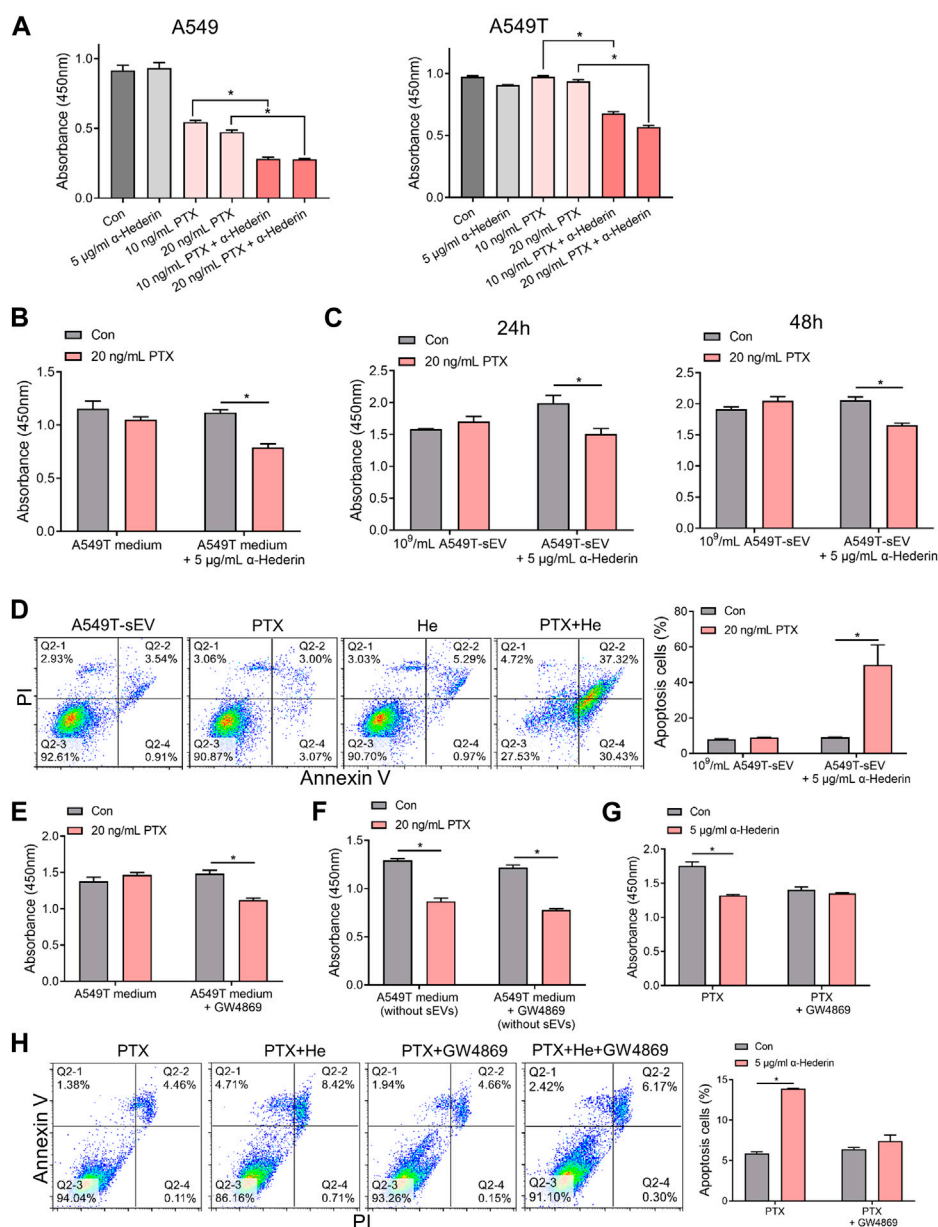 A
A549
Absorbance (450nm)
1.0
0.5
0.0
*
*
Con
5 μg/ml α-Hederin
10 ng/mL PTX
20 ng/mL PTX
10 ng/mL PTX + α-Hederin
20 ng/mL PTX + α-Hederin
A549T
Absorbance (450nm)
1.0
0.5
0.0
*
*
Con
5 μg/ml α-Hederin
10 ng/mL PTX
20 ng/mL PTX
10 ng/mL PTX + α-Hederin
20 ng/mL PTX + α-Hederin
B
Con
20 ng/mL PTX
Absorbance (450nm)
1.5
1.0
0.5
0.0
*
A549T medium
A549T medium
+ 5 μg/mL α-Hederin
C
24h
Con
20 ng/mL PTX
Absorbance (450nm)
2.5
2.0
1.5
1.0
0.5
0.0
*
10⁹/mL A549T-sEV
A549T-sEV
+ 5 μg/mL α-Hederin
48h
Con
20 ng/mL PTX
Absorbance (450nm)
2.5
2.0
1.5
1.0
0.5
0.0
*
10⁹/mL A549T-sEV
A549T-sEV
+ 5 μg/mL α-Hederin
D
A549T-sEV
Q2-1 Q2-2
2.93% 3.54%
Q2-3 Q2-4
92.61% 0.91%
PTX
Q2-1 Q2-2
3.06% 3.00%
Q2-3 Q2-4
90.87% 3.07%
He
Q2-1 Q2-2
3.03% 5.29%
Q2-3 Q2-4
90.70% 0.97%
PTX+He
Q2-1 Q2-2
4.72% 37.32%
Q2-3 Q2-4
27.53% 30.43%
PI
Annexin V
Con
20 ng/mL PTX
Apoptosis cells (%)
80
60
40
20
0
*
10⁹/mL A549T-sEV
A549T-sEV
+ 5 μg/mL α-Hederin
E
Con
20 ng/mL PTX
Absorbance (450nm)
2.0
1.5
1.0
0.5
0.0
*
A549T medium
A549T medium
+ GW4869
F
Con
20 ng/mL PTX
Absorbance (450nm)
1.5
1.0
0.5
0.0
*
*
A549T medium
(without sEVs)
A549T medium
+ GW4869
(without sEVs)
G
Con
5 μg/ml α-Hederin
Absorbance (450nm)
2.0
1.5
1.0
0.5
0.0
*
PTX
PTX
+ GW4869
H
PTX
Q2-1 Q2-2
1.38% 4.46%
Q2-3 Q2-4
94.04% 0.11%
PTX+He
Q2-1 Q2-2
4.71% 8.42%
Q2-3 Q2-4
86.16% 0.71%
PTX+GW4869
Q2-1 Q2-2
1.94% 4.66%
Q2-3 Q2-4
93.26% 0.15%
PTX+He+GW4869
Q2-1 Q2-2
2.42% 6.17%
Q2-3 Q2-4
91.10% 0.30%
Annexin V
PI
Con
5 μg/ml α-Hederin
Apoptosis cells (%)
15
10
5
0
*
PTX
PTX
+ GW4869